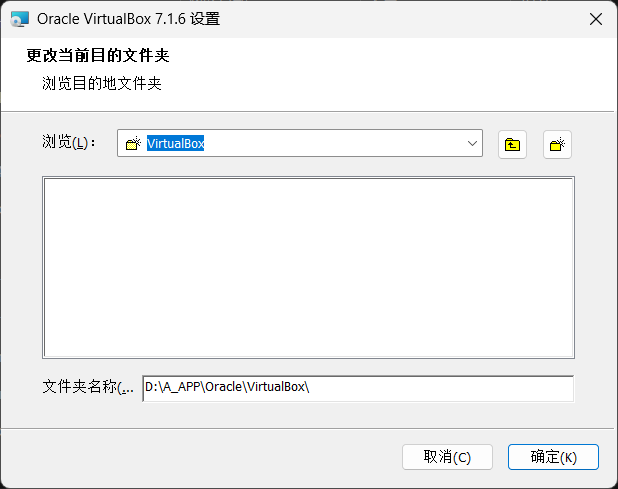 Oracle VirtualBox 7.1.6 设置
更改当前目的文件夹
浏览目的地文件夹
浏览(L)：
VirtualBox
文件夹名称(...
D:\A_APP\Oracle\VirtualBox\
取消(C)
确定(K)